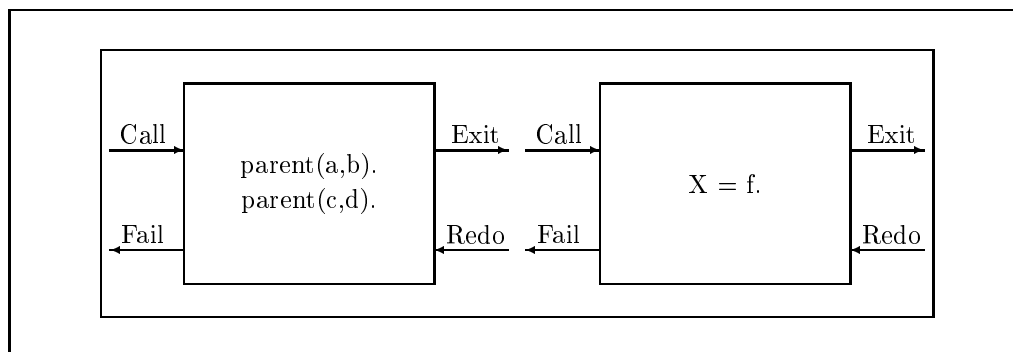 Call
parent(a,b).
parent(c,d).
Fail
Exit
Redo
Call
X = f.
Fail
Exit
Redo